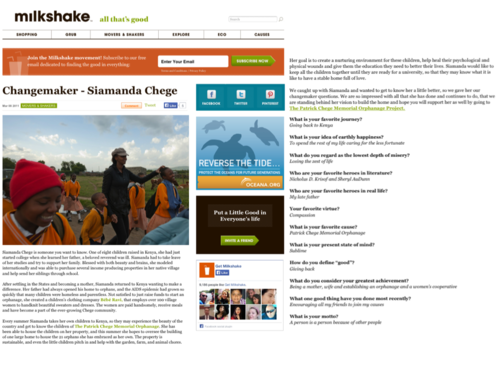 milkshake.
all that's good
Search
SHOPPING
GRUB
MOVERS & SHAKERS
EXPLORE
ECO
CAUSES
Join the Milkshake movement! Subscribe to our free
email dedicated to finding the good in everything.
Enter Your Email
SUBSCRIBE NOW
Changemaker - Siamanda Chege
MOVERS & SHAKERS
Tweet
Like
FACEBOOK
TWITTER
PINTEREST
REVERSE THE TIDE...
PROTECT THE OCEANS FOR FUTURE GENERATIONS
OCEANA.ORG
Put a Little Good in
Everyone's life
INVITE A FRIEND
Get Milkshake
Like
Siamanda Chege is someone you want to know. One of eight children raised in Kenya, she had just
started college when she learned her father, a beloved reverend was ill. Siamanda had to take leave
of her studies and try to support her family. Blessed with both beauty and brains, she modeled
internationally and was able to purchase several income producing properties in her native village
and help send her siblings through school.
After settling in the States and becoming a mother, Siamanda returned to Kenya wanting to make a
difference. Her father had always opened his home to orphans, and the AIDS epidemic had grown so
quickly that many children were homeless and parentless. Not satisfied to just raise funds to start an
orphanage, she created a children's clothing company that employs over one village
women to handknit beautiful sweaters and dresses. The women are paid handsomely, receive meals
and have become a part of the ever-growing Chege community.
Every summer Siamanda takes her own children to Kenya, so they may experience the beauty of the
country and get to know the children of The Patrick Chege Memorial Orphanage. She has
been able to house the children on her property, and this summer she hopes to oversee the building
of one large home to house the 21 orphans she has embraced as her own. The property is
sustainable, and even the little children pitch in and help with the garden, farm, and animal chores.
Her goal is to create a nurturing environment for these children, help heal their psychological and
physical wounds and give them the education they need to better their lives. Siamanda would like to
keep all the children together until they are ready for a university, so that they may know what it is
like to have a stable home full of love.
We caught up with Siamanda and wanted to get to know her a little better, so we gave her our
changemaker questions. We are so impressed with all that she has done and continues to do, that we
are standing behind her vision to build the home and hope you will support her as well by going to
The Patrick Chege Memorial Orphanage Project.
What is your favorite journey?
Going back to Kenya
What is your idea of earthly happiness?
To spend the rest of my life caring for the less fortunate
What do you regard as the lowest depth of misery?
Losing the will of life
Who are your favorite heroes in literature?
Nicholas D. Kristof and Sheryl WuDunn
Who are your favorite heroes in real life?
My late father
Your favorite virtue?
Compassion
What is your favorite cause?
Patrick Chege Memorial Orphanage
What is your present state of mind?
Sublime
How do you define "good"?
Giving back
What do you consider your greatest achievement?
Being a mother, wife and establishing an orphanage and a women's cooperation
What one good thing have you done most recently?
Encouraging all my friends to join my causes
What is your motto?
A person is a person because of other people